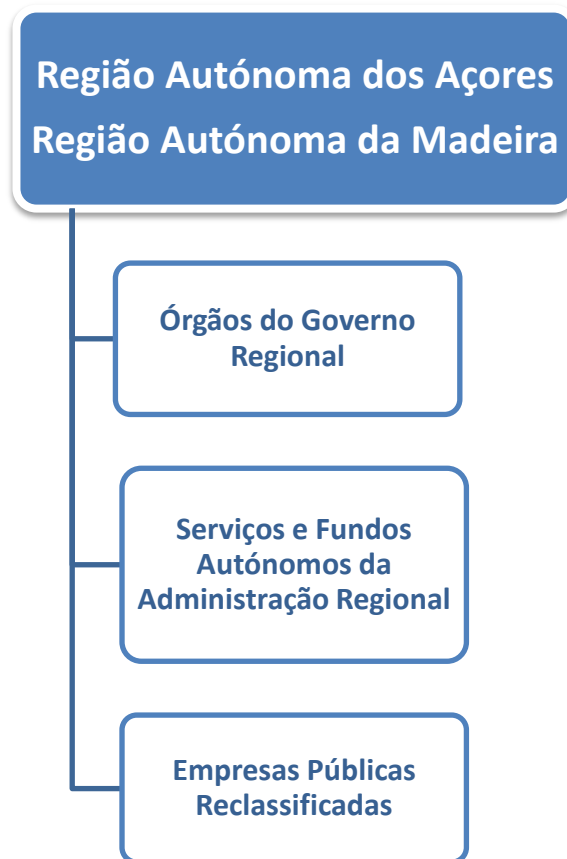 Região Autónoma dos Açores
Região Autónoma da Madeira
Órgãos do Governo
Regional
Serviços e Fundos
Autónomos da
Administração Regional
Empresas Públicas
Reclassificadas